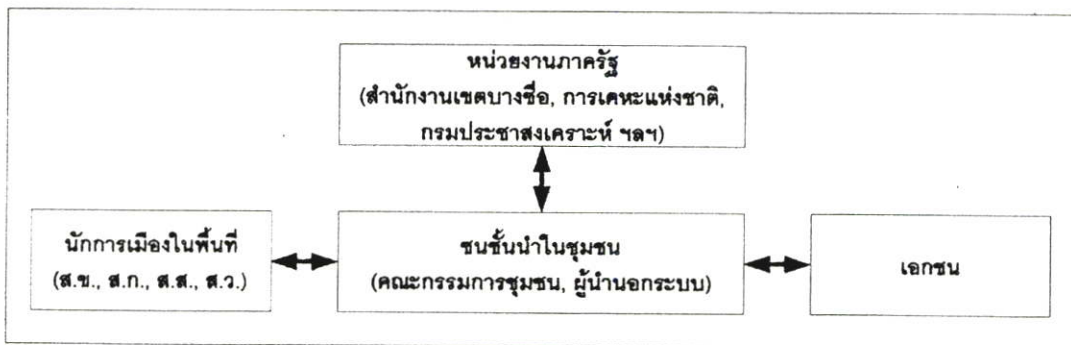 หน่วยงานภาครัฐ
(สำนักงานเขตบางซื่อ, การเคหะแห่งชาติ,
กรมประชาสงเคราะห์ ฯลฯ)
นักการเมืองในพื้นที่
(ส.ข., ส.ก., ส.ส., ส.ว.)
ชนชั้นนำในชุมชน
(คณะกรรมการชุมชน, ผู้นำนอกระบบ)
เอกชน